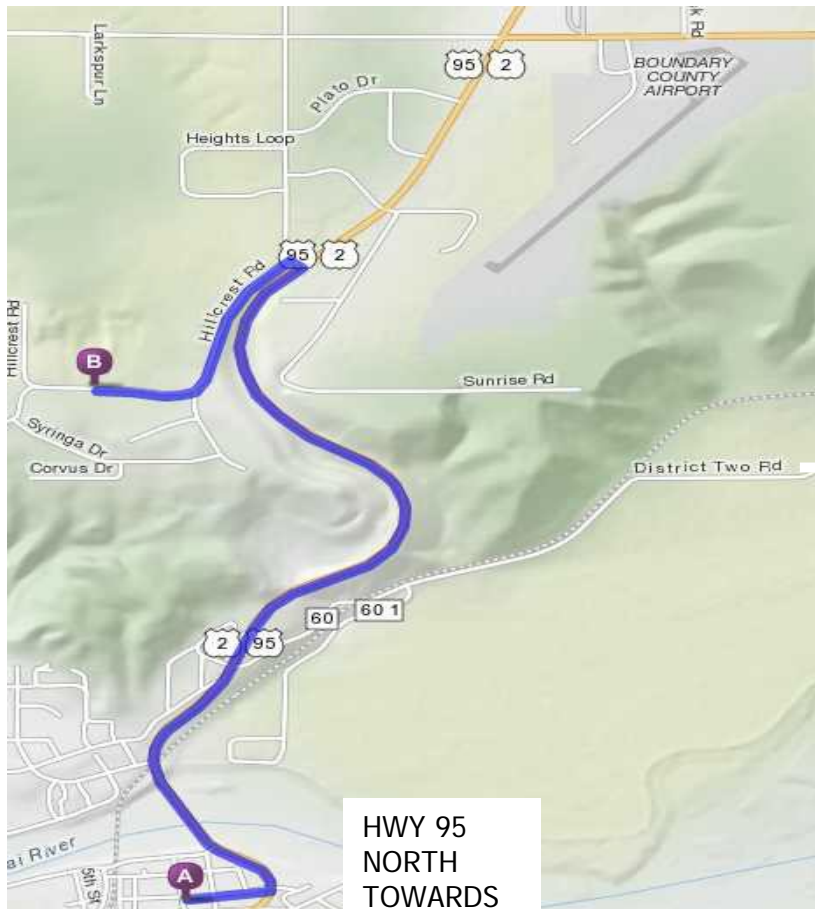 Larkspur Ln
ok Rd
95 2
BOUNDARY
COUNTY
AIRPORT
Plato Dr
Heights Loop
95 2
Hillcrest Rd
Hillcrest Rd
B
Sunrise Rd
Syringa Dr
Corvus Dr
District Two Rd
60 60 1
2 95
HWY 95
NORTH
TOWARDS
ai River
5th St
A